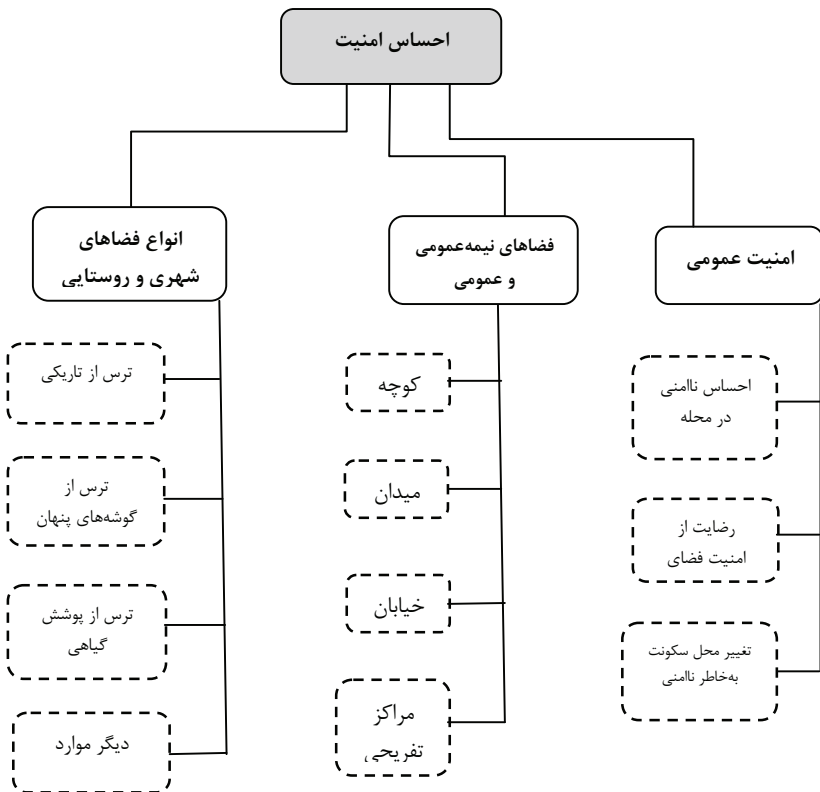 احساس امنیت
امنیت عمومی
احساس ناامنی
در محله
رضایت از
امنیت فضای
تغییر محل سکونت
به‌خاطر ناامنی
فضاهای نیمه‌عمومی
و عمومی
کوچه
میدان
خیابان
مراکز
تفریحی
انواع فضاهای
شهری و روستایی
ترس از تاریکی
ترس از
گوشه‌های پنهان
ترس از پوشش
گیاهی
دیگر موارد